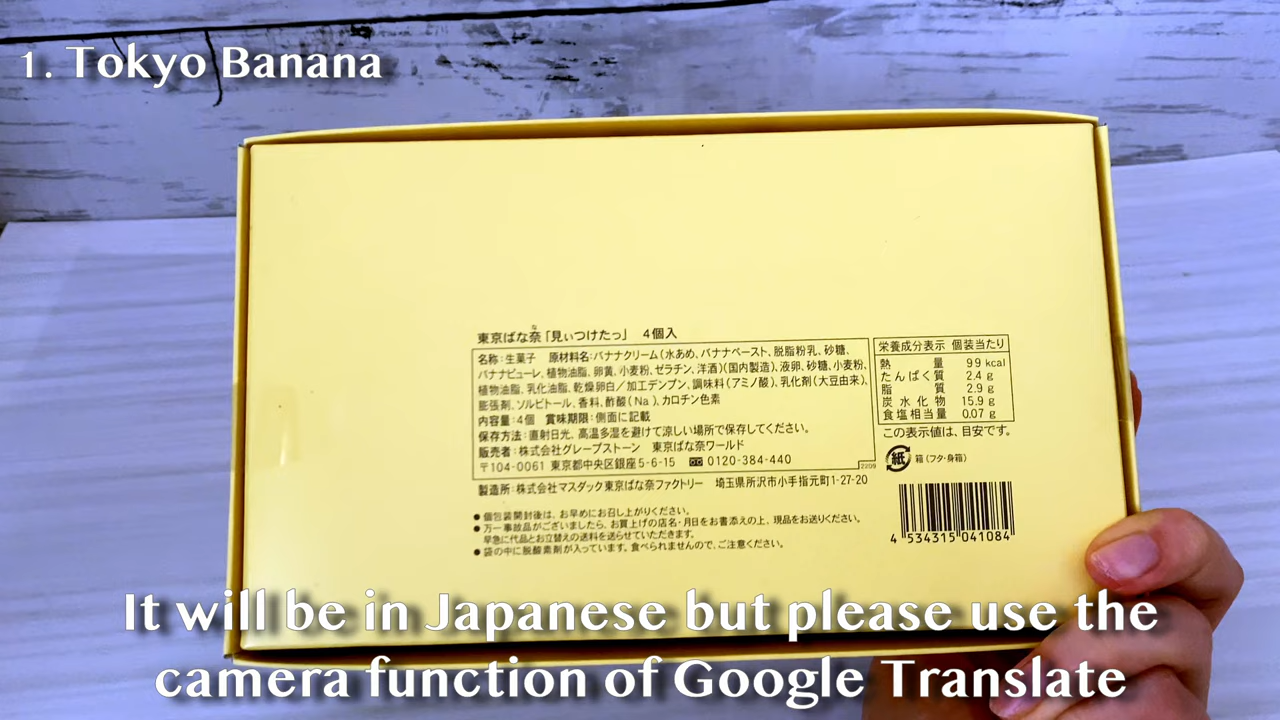 1. Tokyo Banana
東京ばな奈「見ぃつけたっ」 4個入
な
名称:生菓子 原材料名:バナナクリーム(水あめ、バナナペースト、脱脂粉乳、砂糖、
バナナピューレ、植物油脂、卵黄、小麦粉、ゼラチン、洋酒)(国内製造)、液卵、砂糖、小麦粉、
植物油脂、乳化油脂、乾燥卵白/加工デンプン、調味料(アミノ酸)、乳化剤(大豆由来)、
膨張剤、ソルビトール、香料、酢酸(Na)、カロチン色素
内容量:4個 賞味期限:側面に記載
保存方法:直射日光、高温多湿を避けて涼しい場所で保存してください。
販売者:株式会社グレープストーン 東京ばな奈ワールド
〒104-0061 東京都中央区銀座5-6-15 0120-384-440
2209
製造所:株式会社マスダック東京ばな奈ファクトリー 埼玉県所沢市小手指元町1-27-20
●個包装開封後は、お早めにお召し上がりください。
●万一事故品がございましたら、お買上げの店名・月日をお書添えの上、現品をお送りください。
早急に代品とお立替えの送料を送らせていただきます。
●袋の中に脱酸素剤が入っています。食べられませんので、ご注意ください。
栄養成分表示 個装当たり
熱量 99 kcal
たんぱく質 2.4 g
脂質 2.9 g
炭水化物 15.9 g
食塩相当量 0.07 g
この表示値は、目安です。
紙 箱(フタ・身箱)
4 534315 041084
It will be in Japanese but please use the
camera function of Google Translate